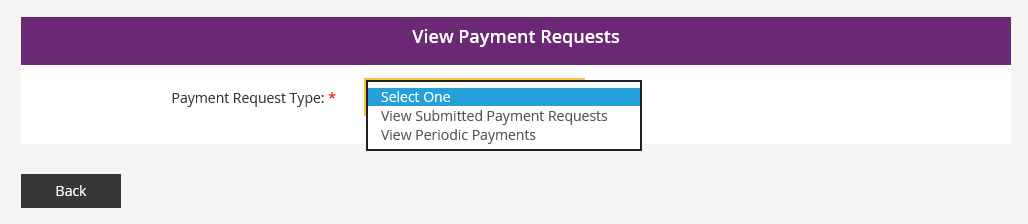 View Payment Requests
Payment Request Type: *
Select One
View Submitted Payment Requests
View Periodic Payments
Back